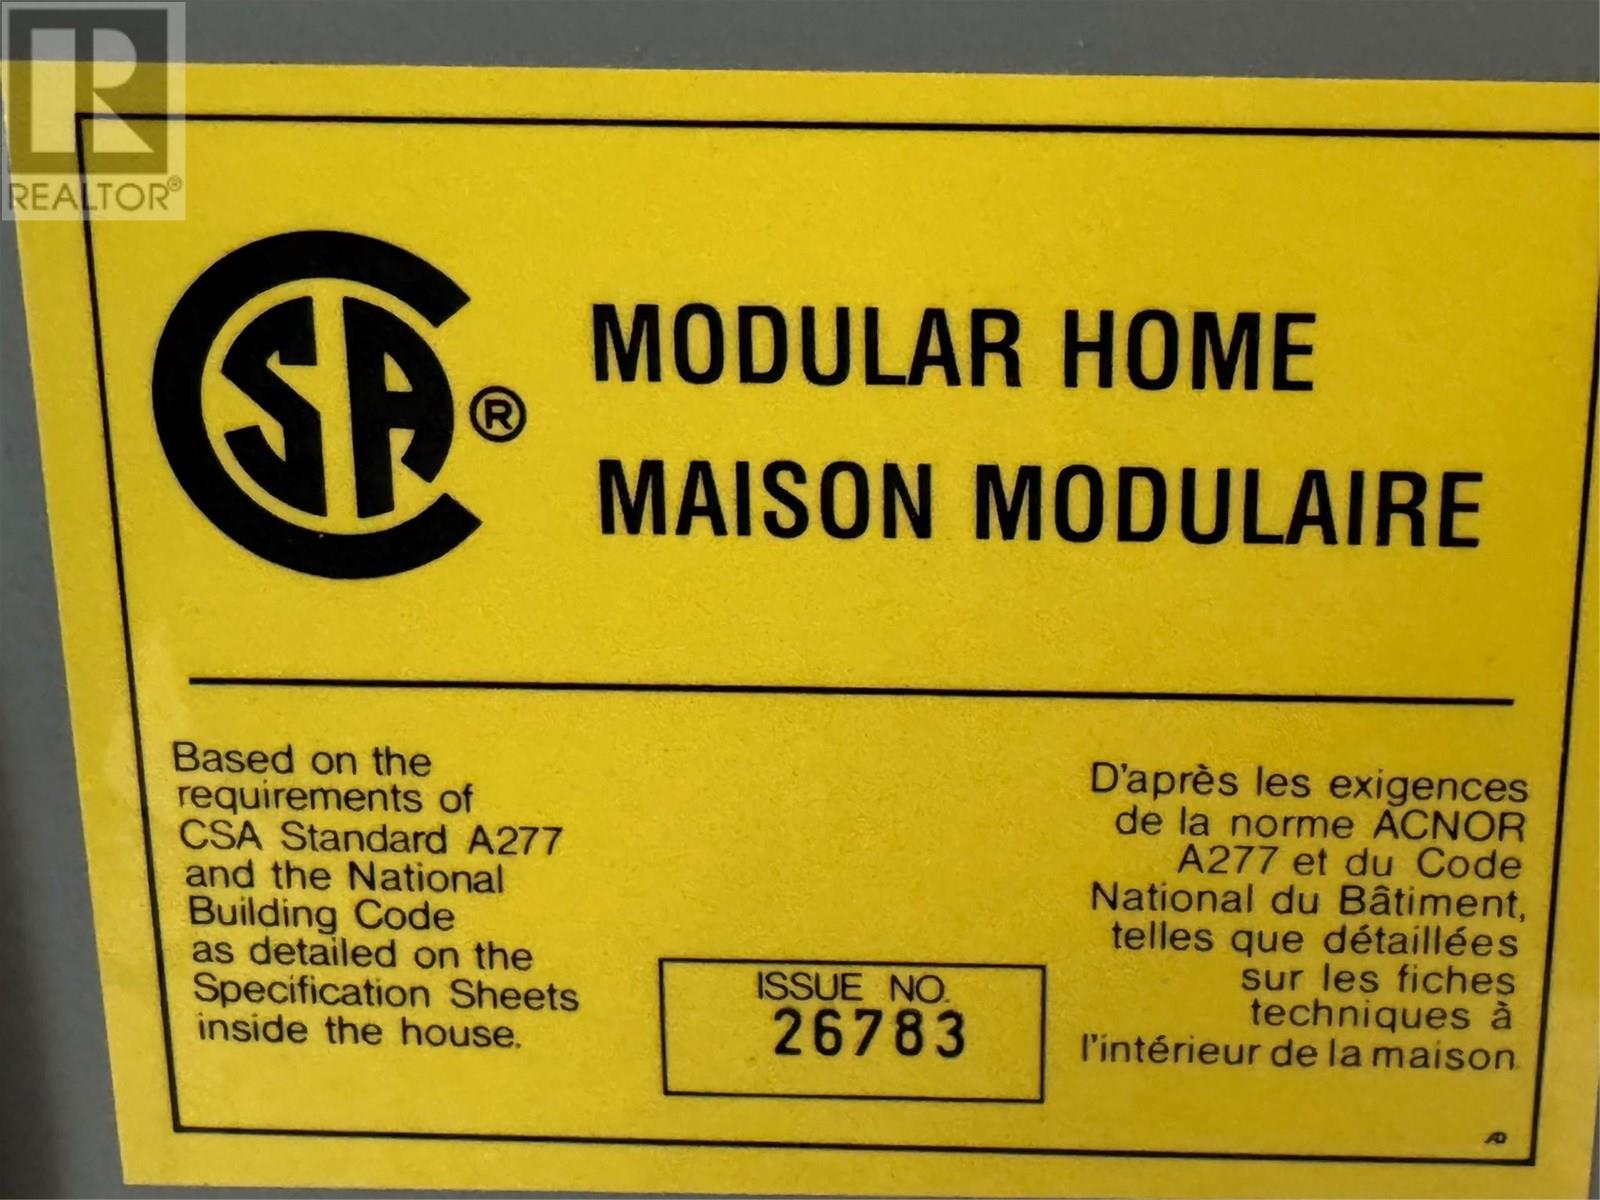 REALTOR®
CSA®
MODULAR HOME
MAISON MODULAIRE
Based on the
requirements of
CSA Standard A277
and the National
Building Code
as detailed on the
Specification Sheets
inside the house.
ISSUE NO.
26783
D'après les exigences
de la norme ACNOR
A277 et du Code
National du Bâtiment,
telles que détaillées
sur les fiches
techniques à
l'intérieur de la maison